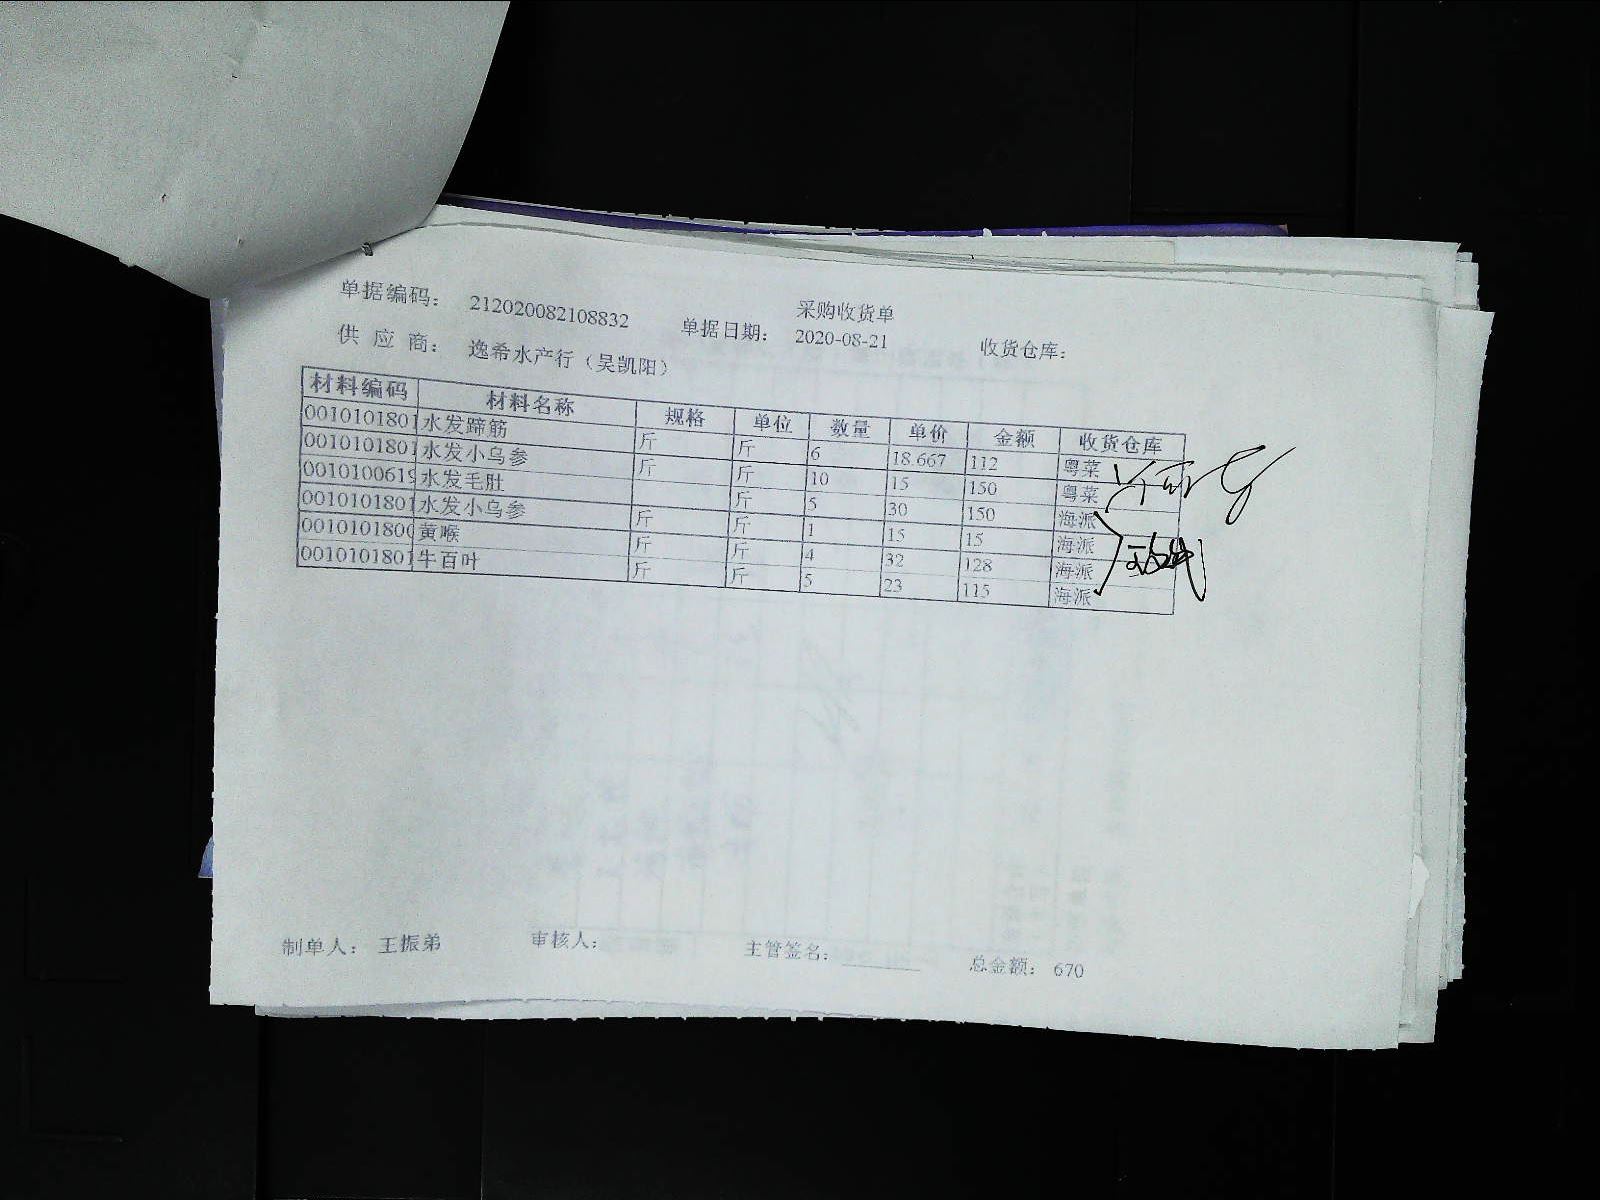 采购收货单
单据编码： 212020082108832 单据日期： 2020-08-21 收货仓库：
供 应 商： 逸希水产行（吴凯阳）
材料编码 材料名称 规格 单位 数量 单价 金额 收货仓库
0010101801 水发蹄筋 斤 斤 6 18.667 112 粤菜
0010101801 水发小乌参 斤 斤 10 15 150 粤菜
0010100619 水发毛肚 斤 5 30 150 海派
0010101801 水发小乌参 斤 斤 1 15 15 海派
0010101800 黄喉 斤 斤 4 32 128 海派
0010101801 牛百叶 斤 斤 5 23 115 海派
制单人： 王振弟 审核人： 主管签名： 总金额： 670